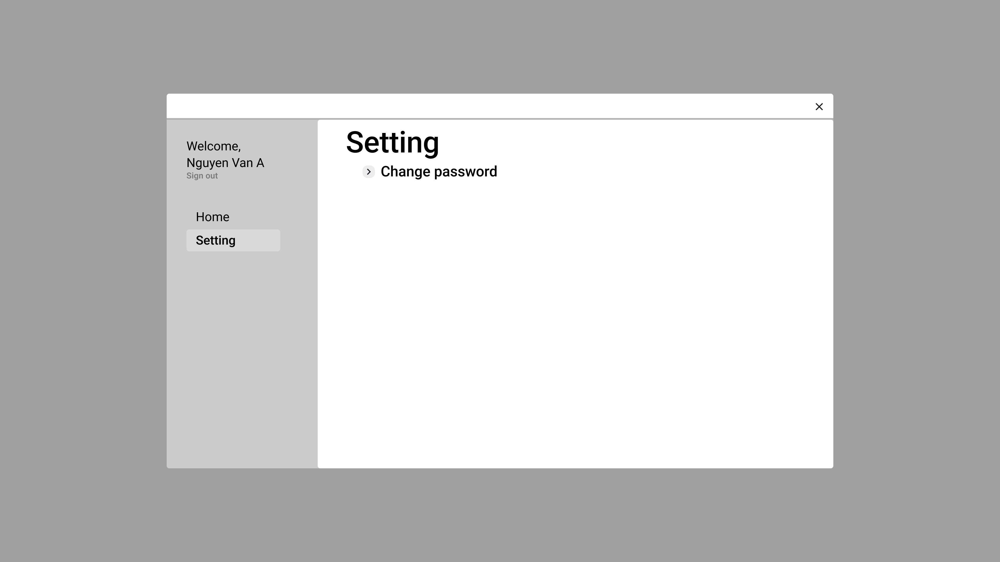 Welcome,
Nguyen Van A
Sign out
Home
Setting
Setting
Change password